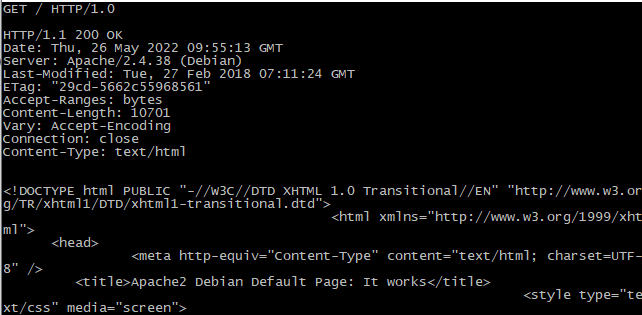 GET / HTTP/1.0
HTTP/1.1 200 OK
Date: Thu, 26 May 2022 09:55:13 GMT
Server: Apache/2.4.38 (Debian)
Last-Modified: Tue, 27 Feb 2018 07:11:24 GMT
ETag: "29cd-5662c55968561"
Accept-Ranges: bytes
Content-Length: 10701
Vary: Accept-Encoding
Connection: close
Content-Type: text/html
<!DOCTYPE html PUBLIC "-//W3C//DTD XHTML 1.0 Transitional//EN" "http://www.w3.or
g/TR/xhtml1/DTD/xhtml1-transitional.dtd">
<html xmlns="http://www.w3.org/1999/xht
ml">
<head>
<meta http-equiv="Content-Type" content="text/html; charset=UTF-
8" />
<title>Apache2 Debian Default Page: It works</title>
<style type="te
xt/css" media="screen">